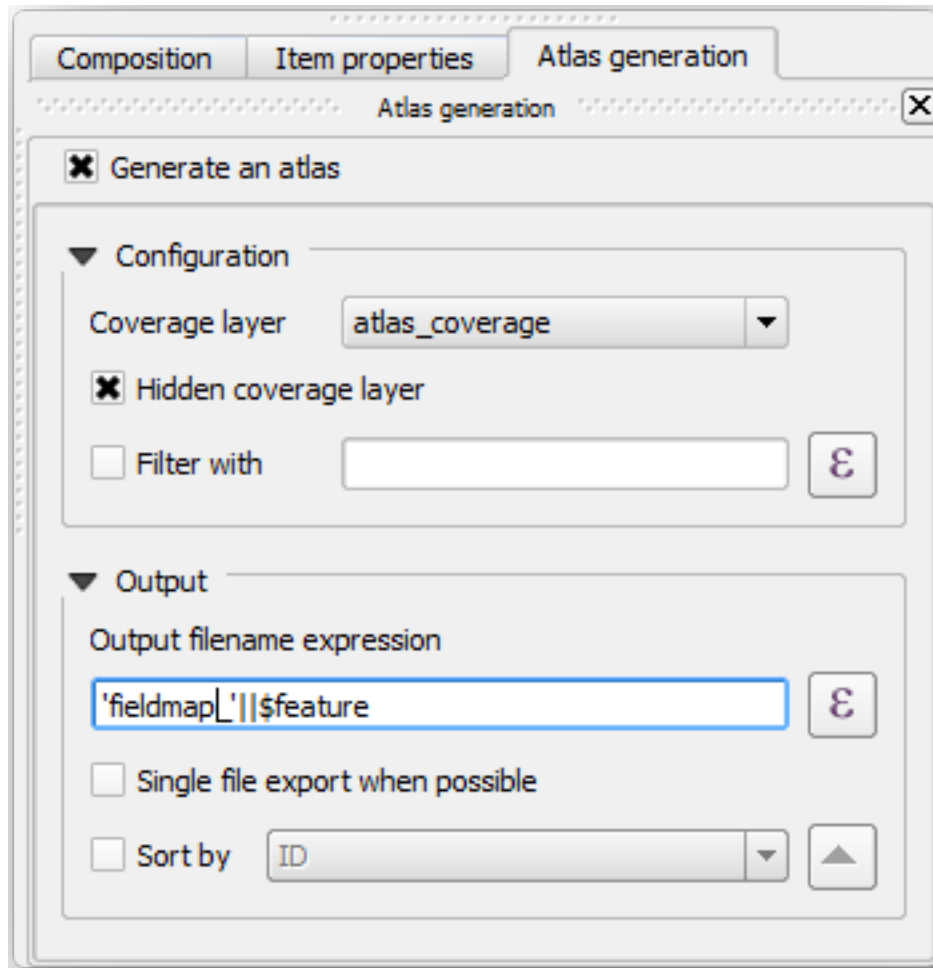 Composition Item properties Atlas generation
Atlas generation
Generate an atlas
Configuration
Coverage layer atlas_coverage
Hidden coverage layer
Filter with ε
Output
Output filename expression
'fieldmap_'||$feature ε
Single file export when possible
Sort by ID